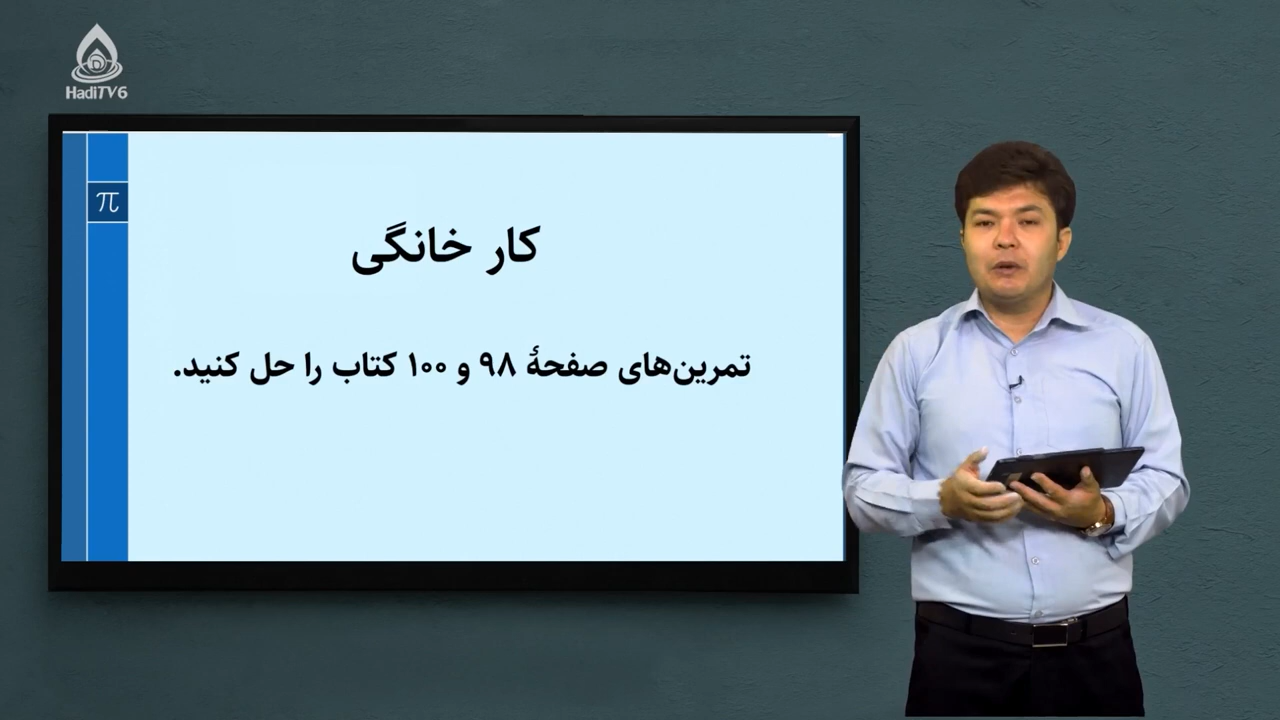 HadiTV6
π
کار خانگی
تمرین‌های صفحهٔ ۹۸ و ۱۰۰ کتاب را حل کنید.